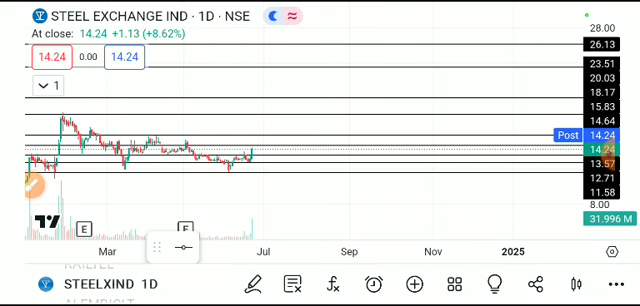 STEEL EXCHANGE IND · 1D · NSE
At close: 14.24 +1.13 (+8.62%)
14.24 0.00 14.24
1
28.00
26.13
23.51
20.03
18.17
15.83
14.64
Post 14.24
14.24
13.57
12.71
11.58
8.00
31.996 M
E E
Mar Jul Sep Nov 2025
STEELXIND 1D